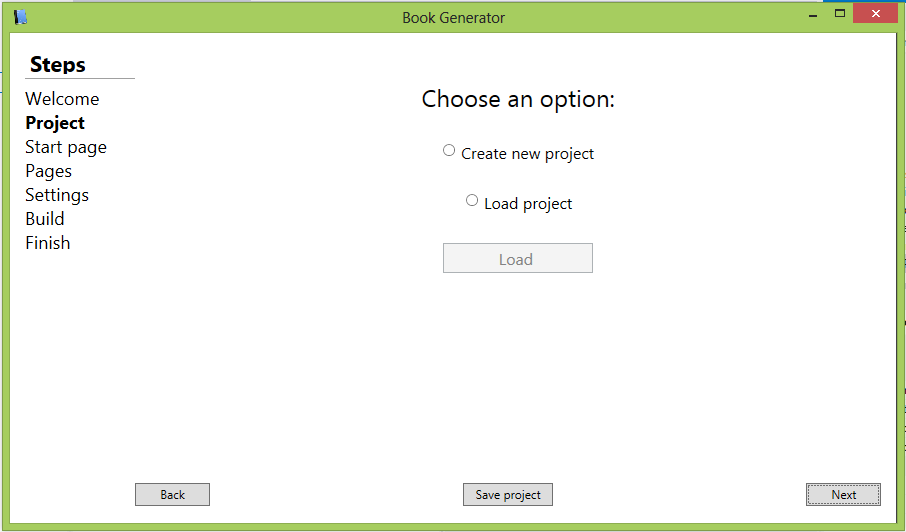 Book Generator
Steps
Welcome
Project
Start page
Pages
Settings
Build
Finish
Choose an option:
Create new project
Load project
Load
Back
Save project
Next